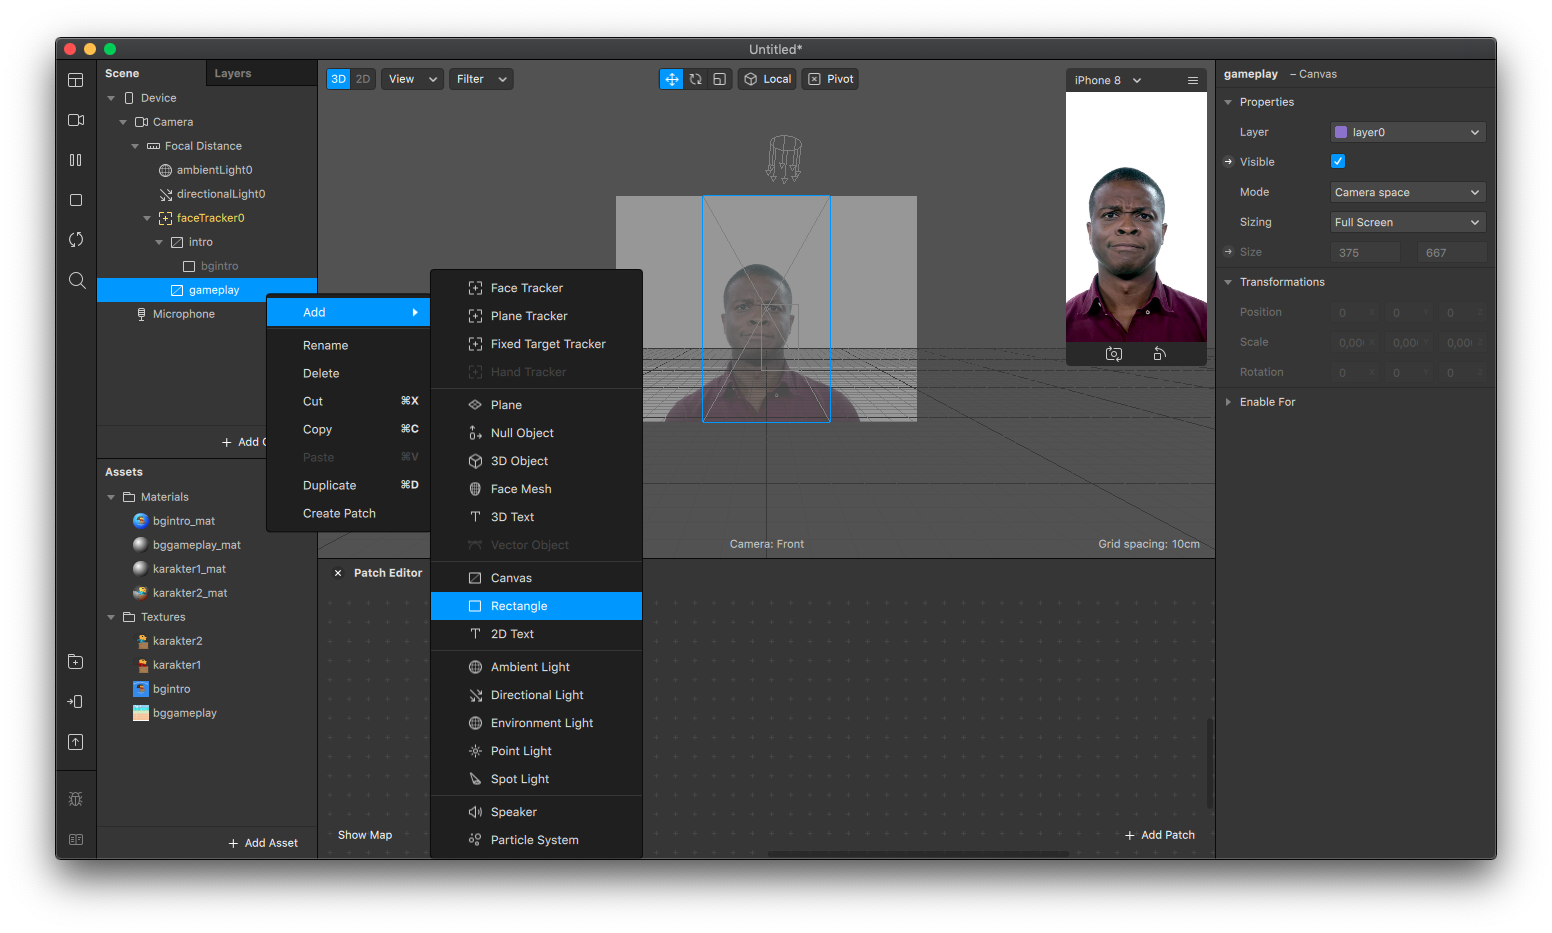 Untitled*
Scene
Layers
Device
Camera
Focal Distance
ambientLight0
directionalLight0
faceTracker0
intro
bgintro
gameplay
Microphone
+ Add
Assets
Materials
bgintro_mat
bggameplay_mat
karakter1_mat
karakter2_mat
Textures
karakter2
karakter1
bgintro
bggameplay
+ Add Asset
Add
Rename
Delete
Cut ⌘X
Copy ⌘C
Paste ⌘V
Duplicate ⌘D
Create Patch
Face Tracker
Plane Tracker
Fixed Target Tracker
Hand Tracker
Plane
Null Object
3D Object
Face Mesh
3D Text
Vector Object
Canvas
Rectangle
2D Text
Ambient Light
Directional Light
Environment Light
Point Light
Spot Light
Speaker
Particle System
3D 2D View Filter
Local Pivot
iPhone 8
Camera: Front
Grid spacing: 10cm
Patch Editor
Show Map
+ Add Patch
gameplay – Canvas
Properties
Layer layer0
Visible
Mode Camera space
Sizing Full Screen
Size 375 667
Transformations
Position 0 0 0
Scale 0,00 0,00 0,00
Rotation 0 0 0
Enable For